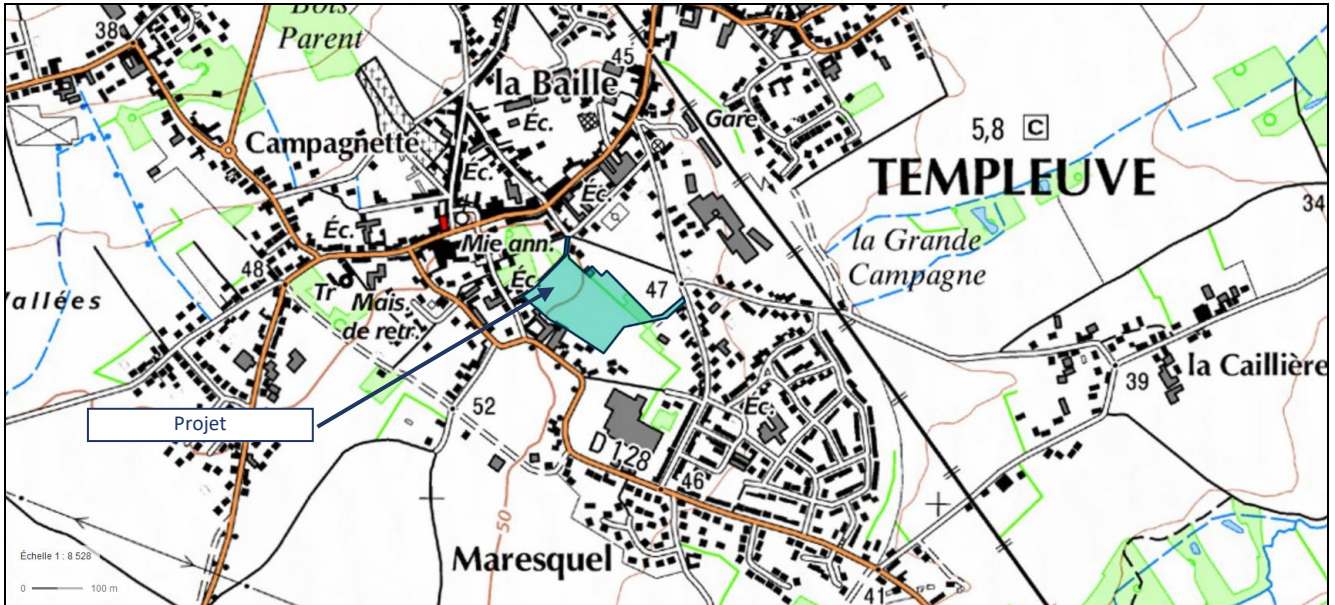 38
Bois
Parent
la Baille
45
Éc.
Gare
5,8 C
TEMPLEUVE
Campagnette
Éc.
Éc.
34
Éc.
Mie ann.
la Grande
Campagne
48
Éc.
47
Tr
Mais.
de retr.
allées
la Caillière
39
Projet
52
Éc.
D 128
46
50
Échelle 1 : 8 528
0 100 m
Maresquel
41